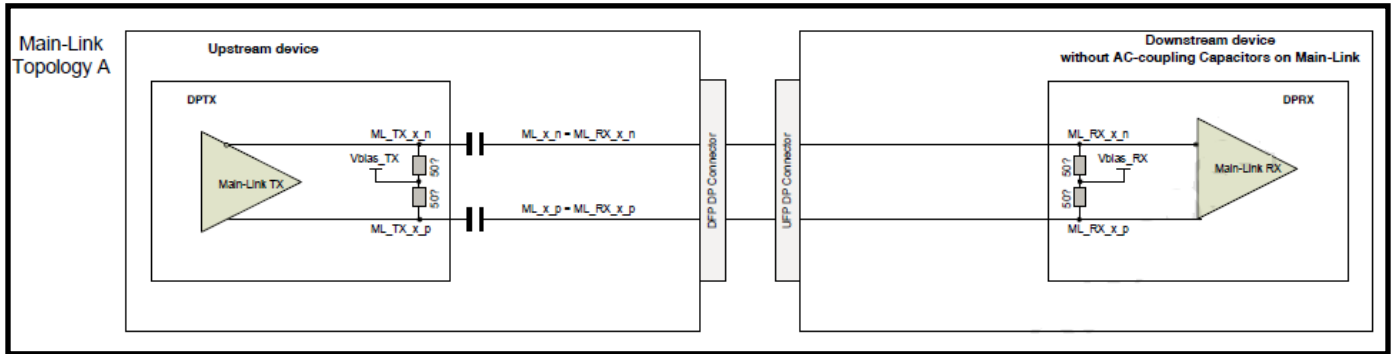 Main-Link
Topology A
Upstream device
DPTX
Main-Link TX
ML_TX_x_n
Vbias_TX
50?
50?
ML_TX_x_p
ML_x_n = ML_RX_x_n
ML_x_p = ML_RX_x_p
DFP DP Connector
UFP DP Connector
Downstream device
without AC-coupling Capacitors on Main-Link
DPRX
ML_RX_x_n
Vbias_RX
50?
50?
ML_RX_x_p
Main-Link RX